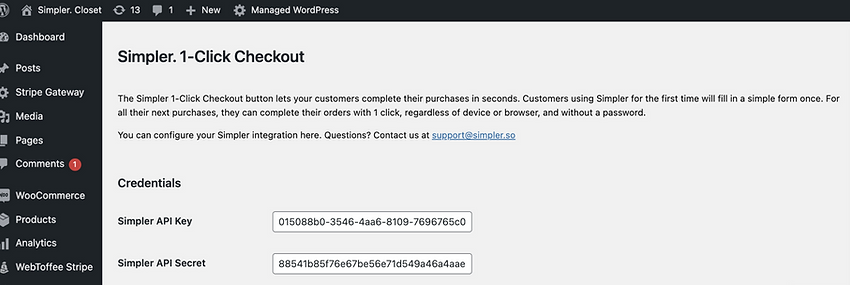 Simpler. Closet 13 1 New Managed WordPress
Dashboard
Posts
Stripe Gateway
Media
Pages
Comments 1
WooCommerce
Products
Analytics
WebToffee Stripe
Simpler. 1-Click Checkout
The Simpler 1-Click Checkout button lets your customers complete their purchases in seconds. Customers using Simpler for the first time will fill in a simple form once. For
all their next purchases, they can complete their orders with 1 click, regardless of device or browser, and without a password.
You can configure your Simpler integration here. Questions? Contact us at support@simpler.so
Credentials
Simpler API Key 015088b0-3546-4aa6-8109-7696765c0
Simpler API Secret 88541b85f76e67be56e71d549a46a4aae